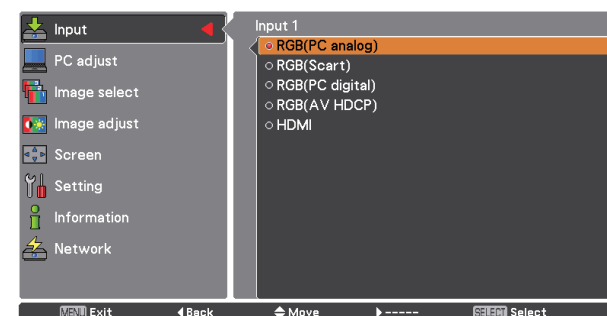 Input
PC adjust
Image select
Image adjust
Screen
Setting
Information
Network
Input 1
RGB(PC analog)
RGB(Scart)
RGB(PC digital)
RGB(AV HDCP)
HDMI
MENU Exit ◀Back Move ▶----- SELECT Select